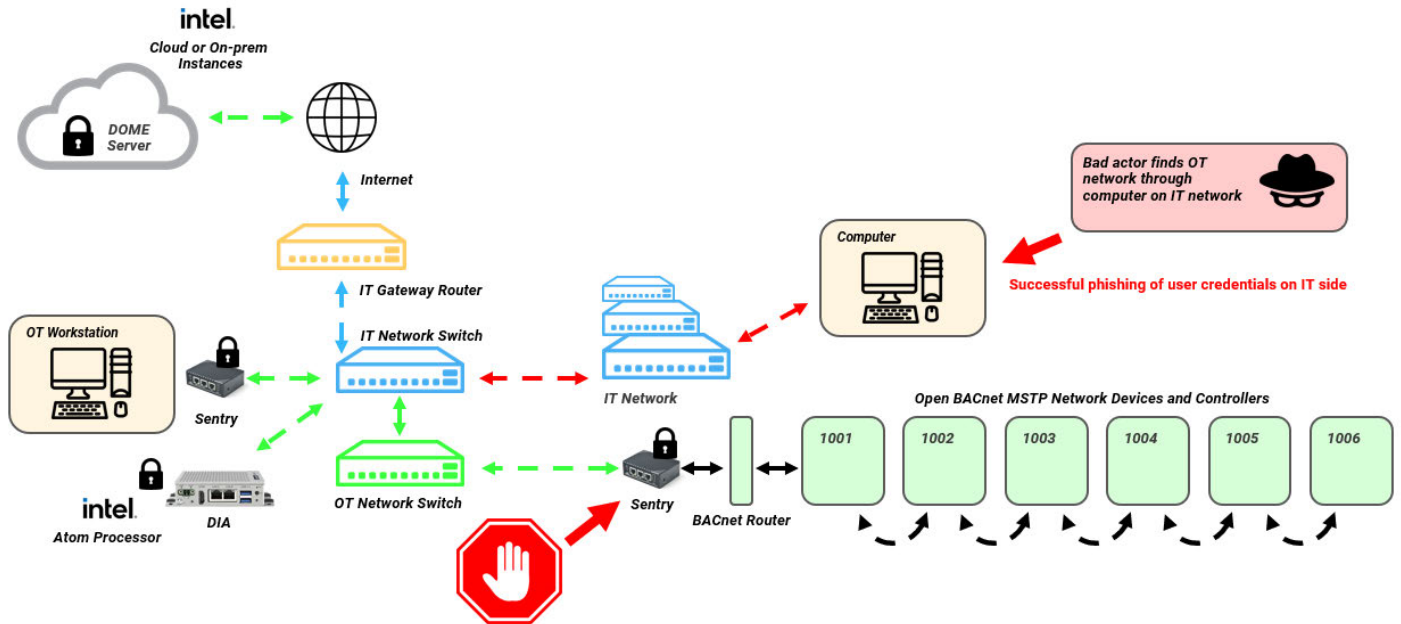 intel.
Cloud or On-prem
Instances
DOME
Server
Internet
Bad actor finds OT
network through
computer on IT network
Computer
Successful phishing of user credentials on IT side
IT Gateway Router
OT Workstation
IT Network Switch
Sentry
IT Network
Open BACnet MSTP Network Devices and Controllers
1001
1002
1003
1004
1005
1006
OT Network Switch
Sentry
BACnet Router
intel.
Atom Processor
DIA